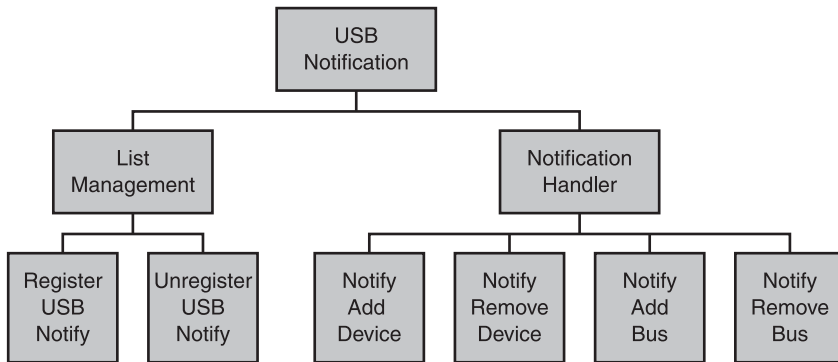 USB
Notification
List
Management
Notification
Handler
Register
USB
Notify
Unregister
USB
Notify
Notify
Add
Device
Notify
Remove
Device
Notify
Add
Bus
Notify
Remove
Bus